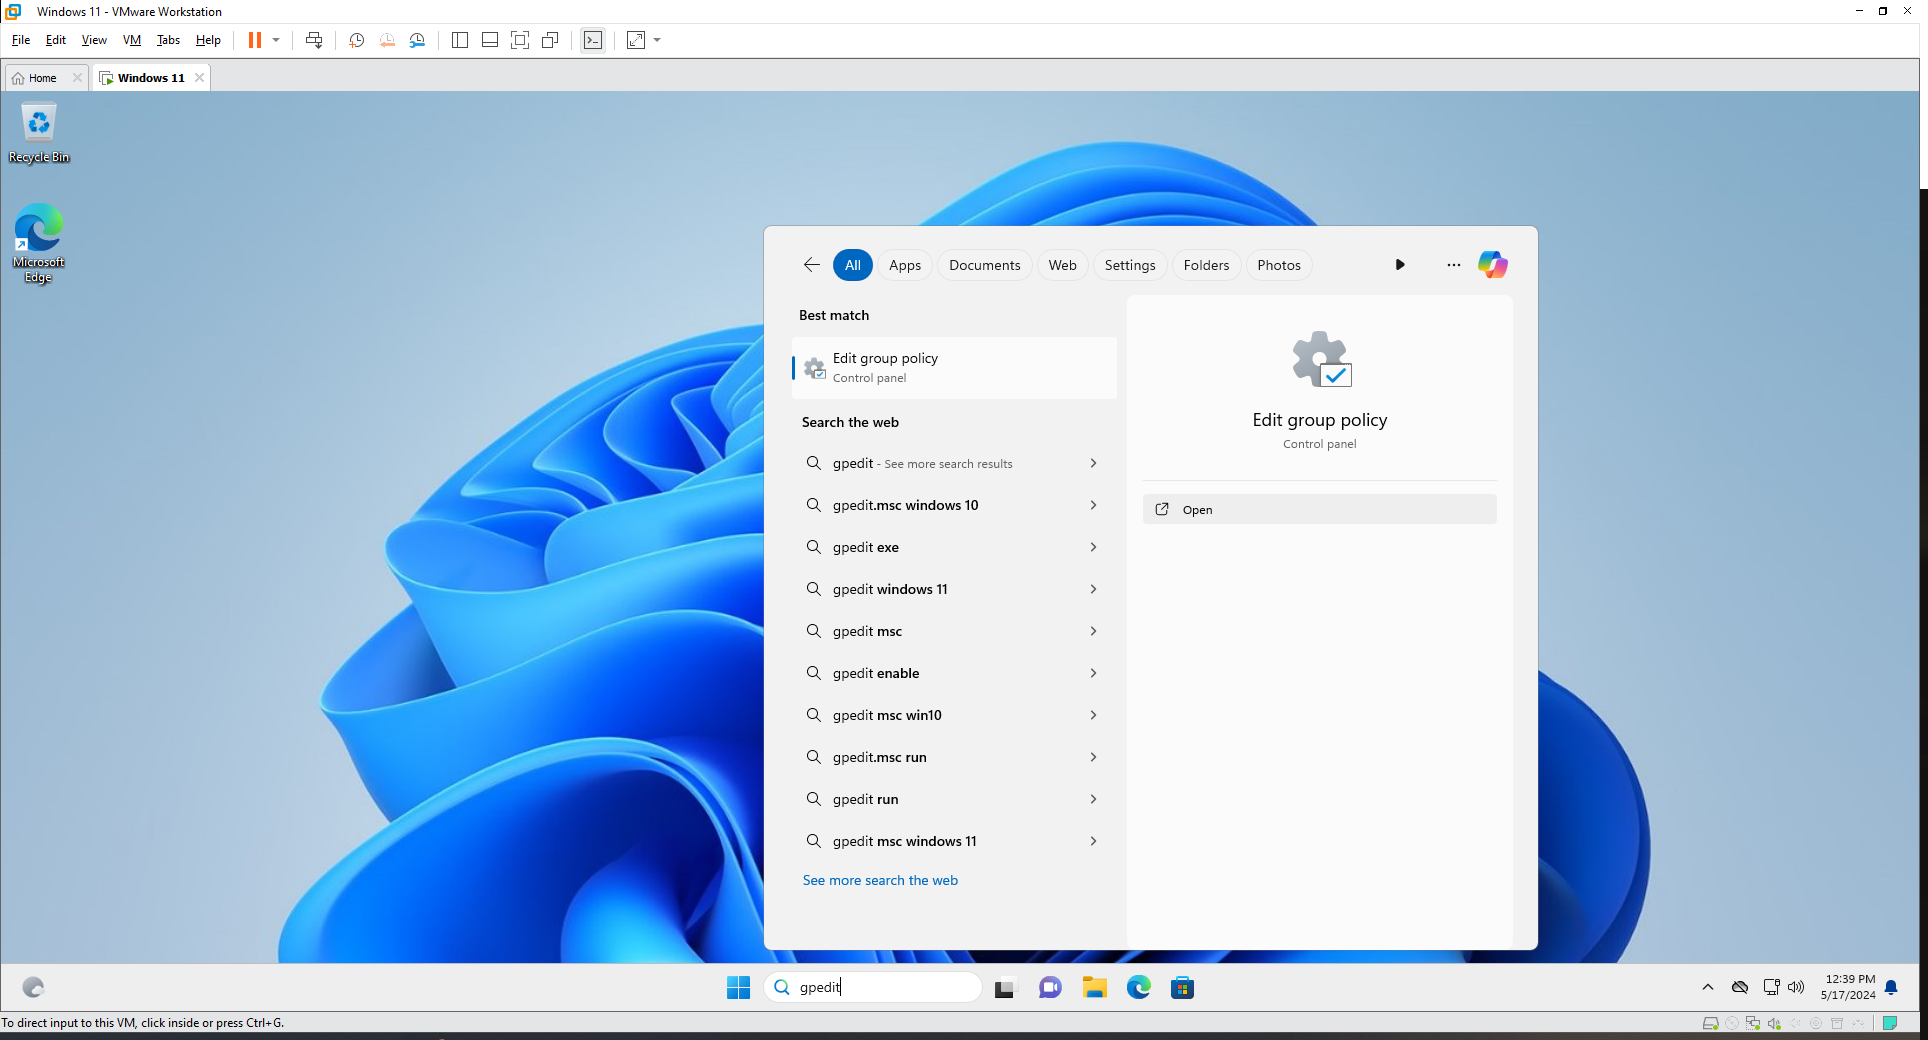 Windows 11 - VMware Workstation
File Edit View VM Tabs Help
Home
Windows 11
Recycle Bin
Microsoft
Edge
All Apps Documents Web Settings Folders Photos
Best match
Edit group policy
Control panel
Search the web
gpedit - See more search results
gpedit.msc windows 10
gpedit exe
gpedit windows 11
gpedit msc
gpedit enable
gpedit msc win10
gpedit.msc run
gpedit run
gpedit msc windows 11
See more search the web
Edit group policy
Control panel
Open
gpedit
12:39 PM
5/17/2024
To direct input to this VM, click inside or press Ctrl+G.